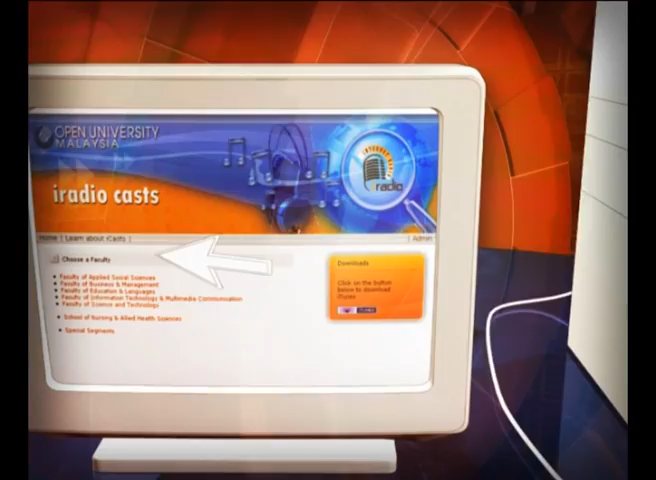 OPEN UNIVERSITY
MALAYSIA
INTERNET
iradio
iradio casts
Home | Learn about iCasts |
| Admin
Choose a Faculty
Faculty of Applied Social Sciences
Faculty of Business & Management
Faculty of Education & Languages
Faculty of Information Technology & Multimedia Communication
Faculty of Science and Technology
School of Nursing & Allied Health Sciences
Special Segments
Downloads
Click on the button
below to download
iTunes